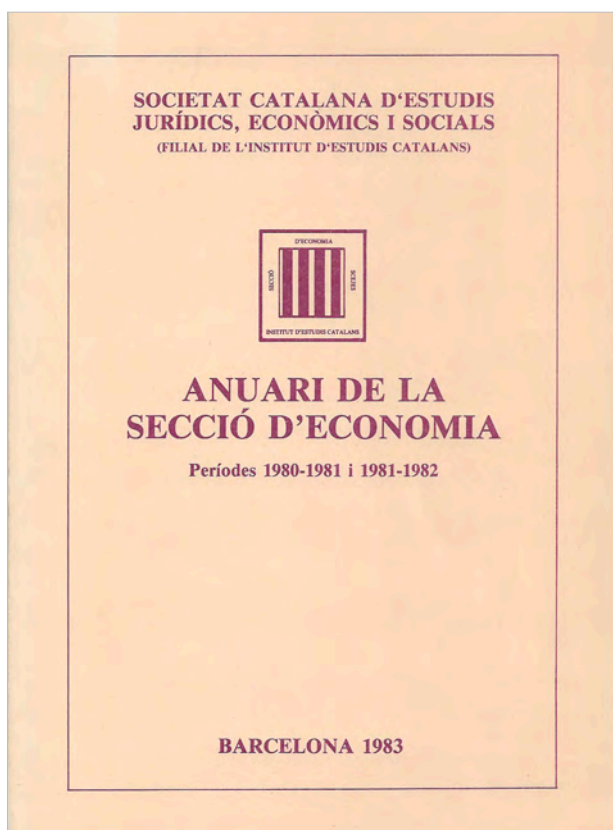 SOCIETAT CATALANA D'ESTUDIS
JURÍDICS, ECONÒMICS I SOCIALS
(FILIAL DE L'INSTITUT D'ESTUDIS CATALANS)
D'ECONOMIA
SECCIÓ
SCEJES
INSTITUT D'ESTUDIS CATALANS
ANUARI DE LA
SECCIÓ D'ECONOMIA
Períodes 1980-1981 i 1981-1982
BARCELONA 1983